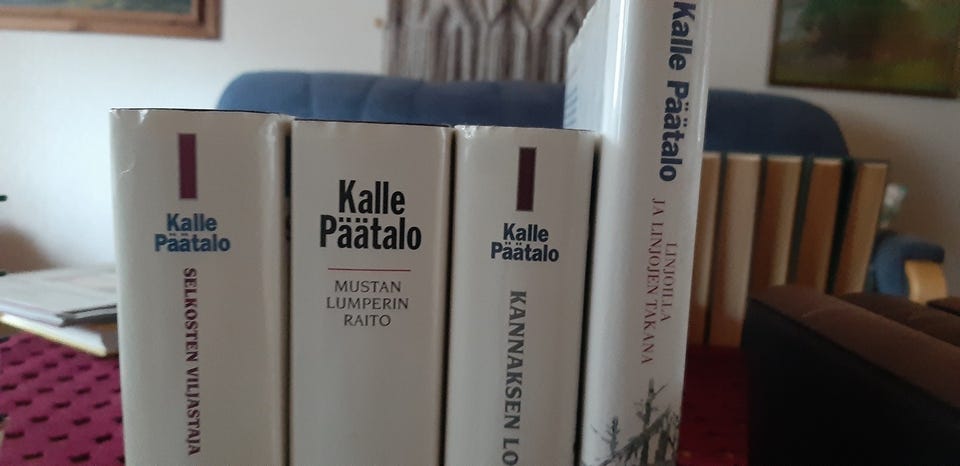 Kalle
Päätalo
SELKOSTEN VILJASTAJA
Kalle
Päätalo
MUSTAN
LUMPERIN
RAITO
Kalle
Päätalo
KANNAKSEN LO
Kalle Päätalo
LINJOILLA
JA LINJOJEN TAKANA